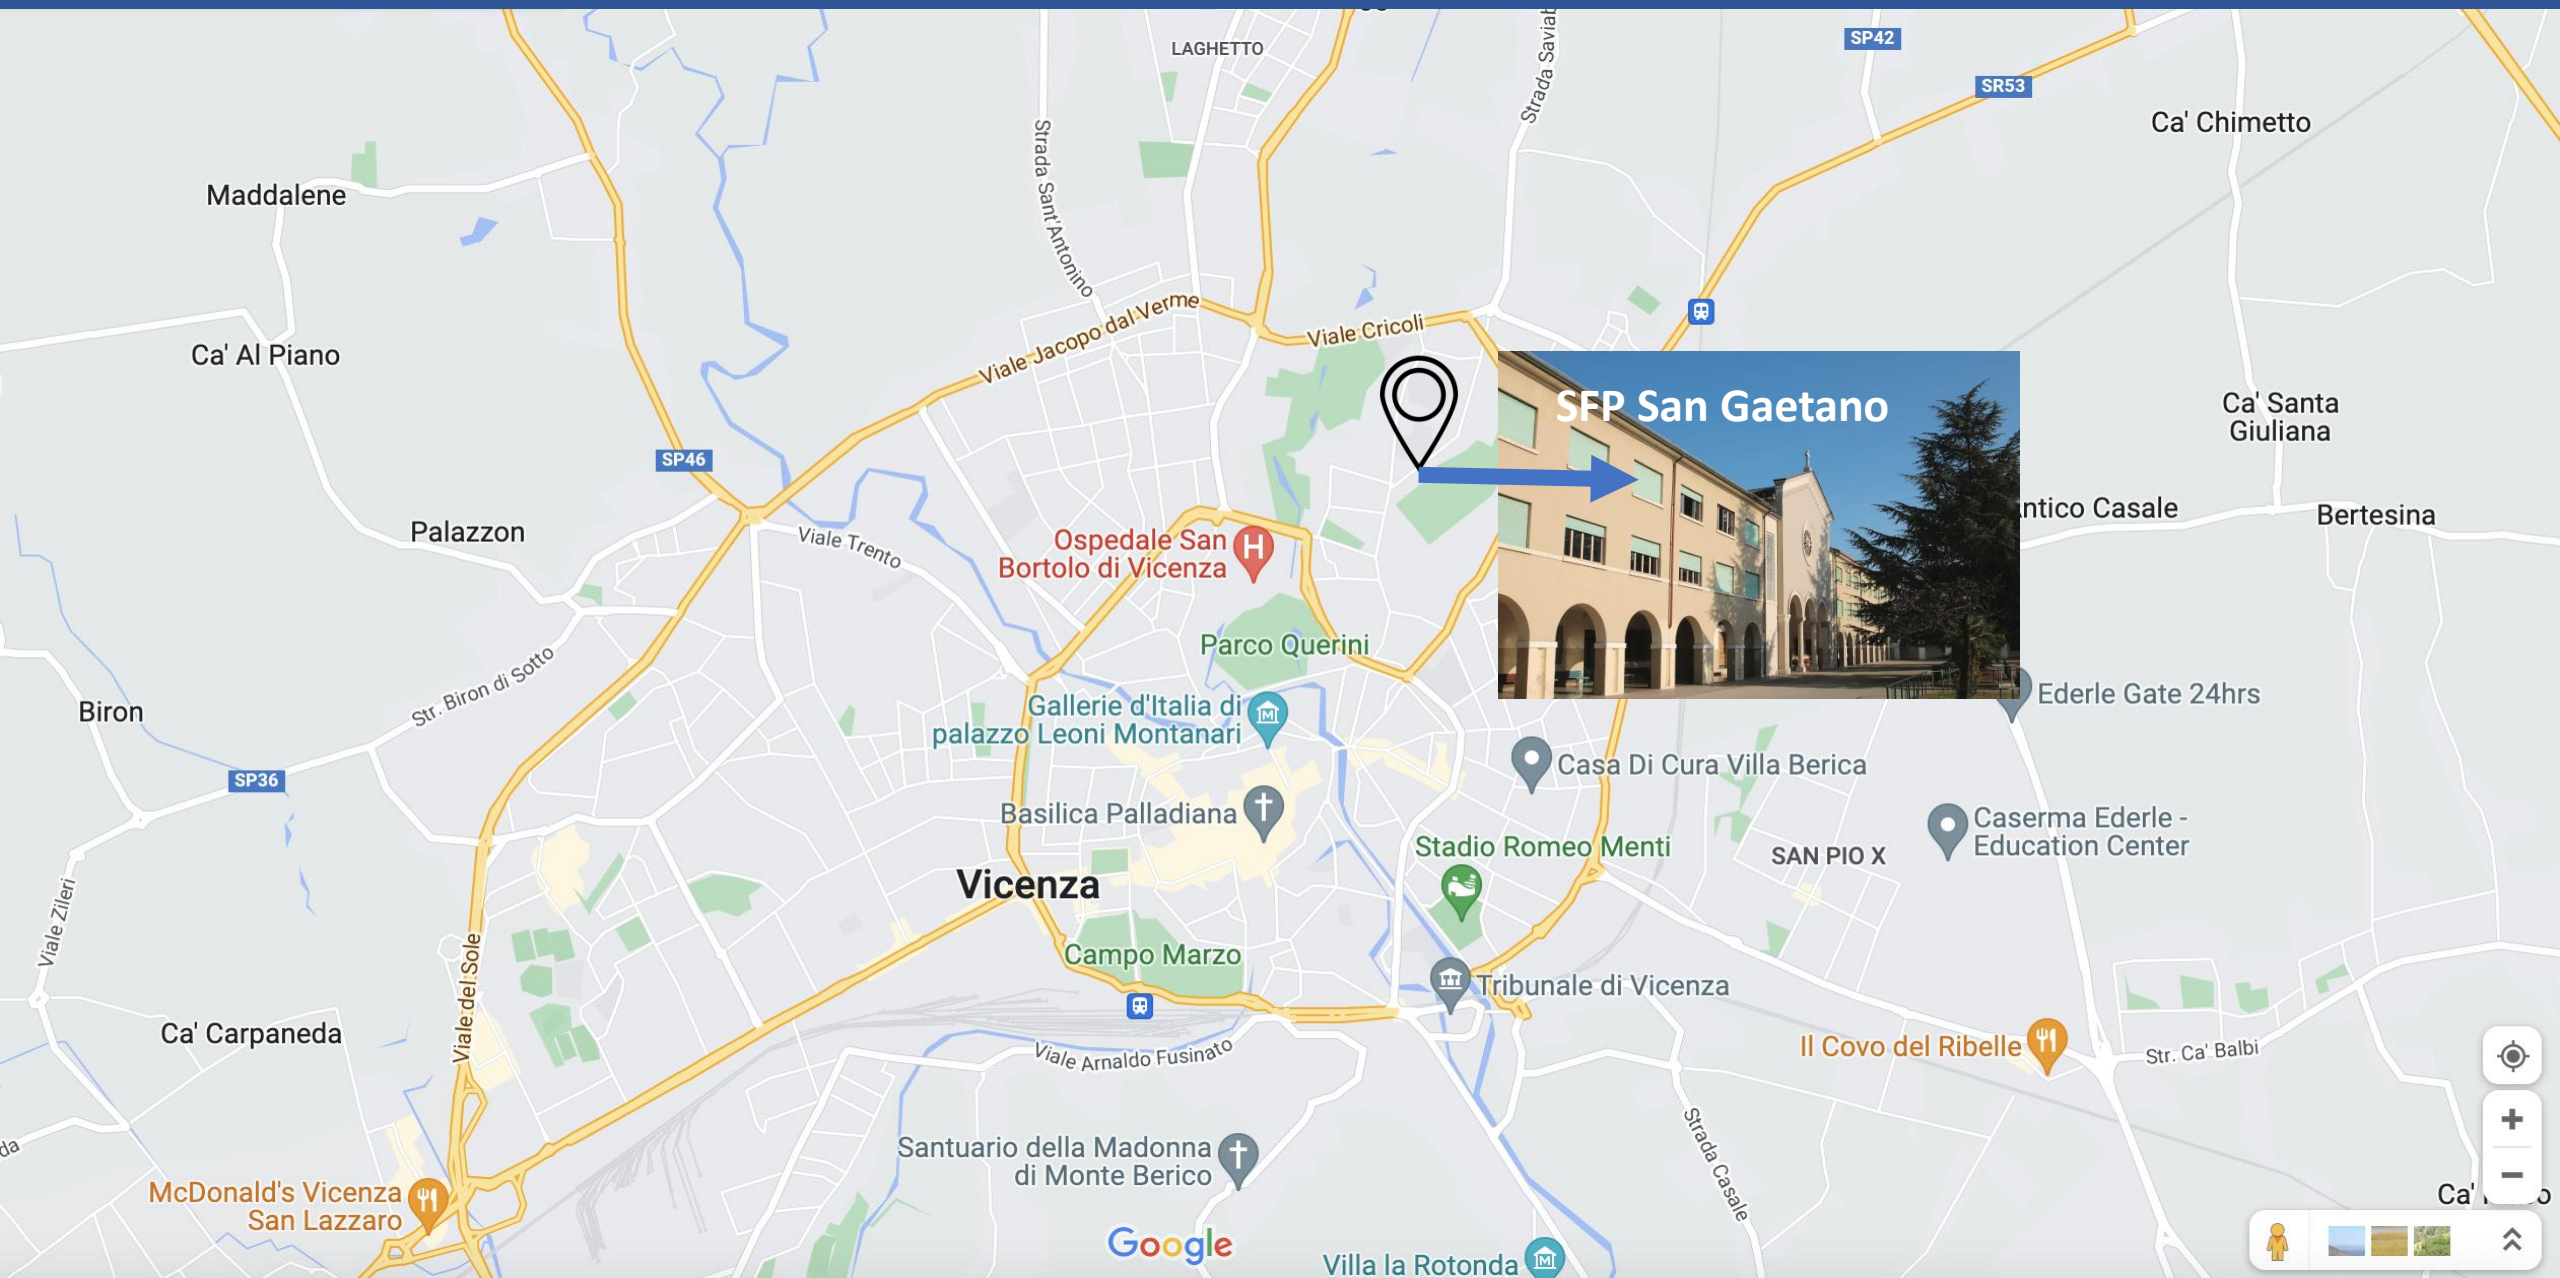 LAGHETTO
Strada Saviab
SP42
SR53
Ca' Chimetto
Maddalene
Strada Sant'Antonino
Viale Jacopo dal Verme
Viale Cricoli
Ca' Al Piano
SFP San Gaetano
Ca' Santa
Giuliana
SP46
Palazzon
Viale Trento
Ospedale San
Bortolo di Vicenza
H
ntico Casale
Bertesina
Parco Querini
Str. Biron di Sotto
Biron
Gallerie d'Italia di
palazzo Leoni Montanari
Ederle Gate 24hrs
SP36
Casa Di Cura Villa Berica
Basilica Palladiana
Caserma Ederle -
Education Center
Stadio Romeo Menti
SAN PIO X
Vicenza
Viale Zileri
Viale del Sole
Campo Marzo
Tribunale di Vicenza
Ca' Carpaneda
Viale Arnaldo Fusinato
Il Covo del Ribelle
Str. Ca' Balbi
da
Santuario della Madonna
di Monte Berico
Strada Casale
McDonald's Vicenza
San Lazzaro
Ca'
Google
Villa la Rotonda